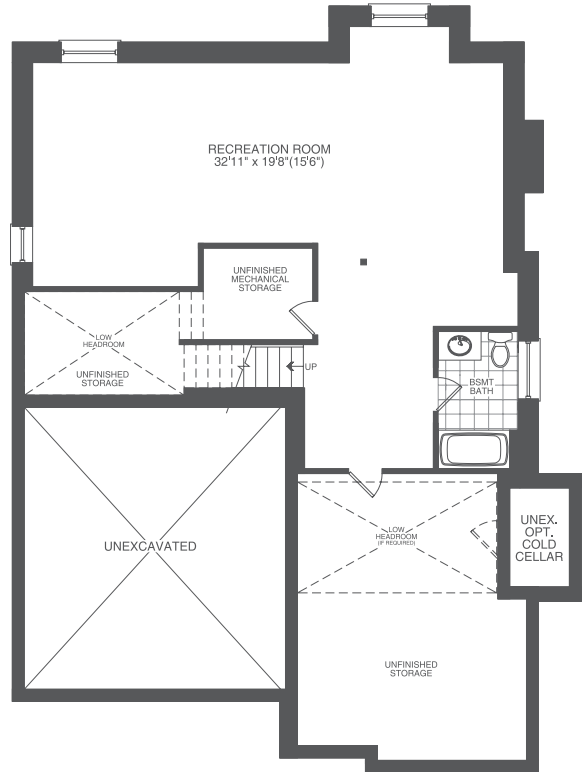 RECREATION ROOM
32'11" x 19'8"(15'6")
UNFINISHED
MECHANICAL
STORAGE
LOW
HEADROOM
UNFINISHED
STORAGE
UP
BSMT
BATH
UNEXCAVATED
LOW
HEADROOM
(IF REQUIRED)
UNEX.
OPT.
COLD
CELLAR
UNFINISHED
STORAGE